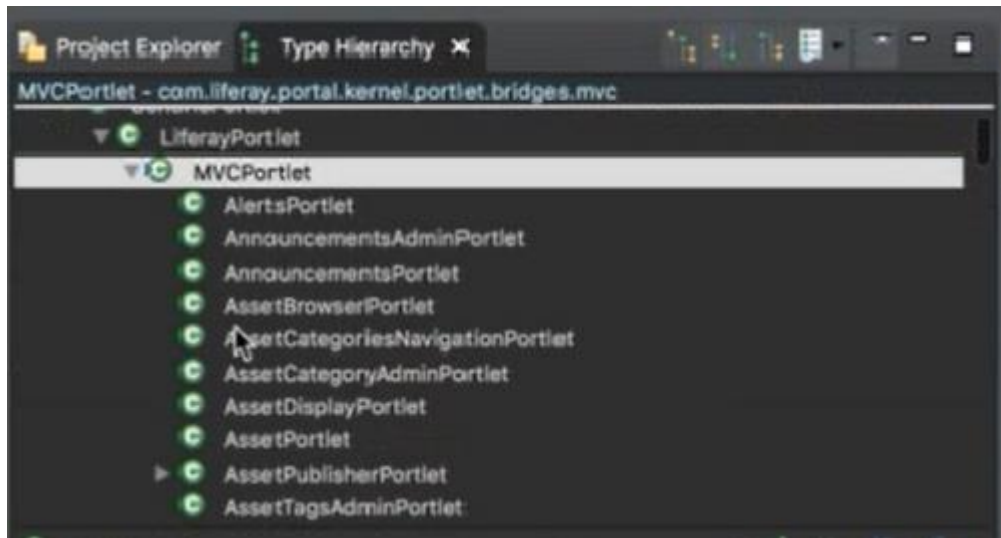 Project Explorer Type Hierarchy
MVCPortlet - com.liferay.portal.kernel.portlet.bridges.mvc
LiferayPortlet
MVCPortlet
AlertsPortlet
AnnouncementsAdminPortlet
AnnouncementsPortlet
AssetBrowserPortlet
AssetCategoriesNavigationPortlet
AssetCategoryAdminPortlet
AssetDisplayPortlet
AssetPortlet
AssetPublisherPortlet
AssetTagsAdminPortlet